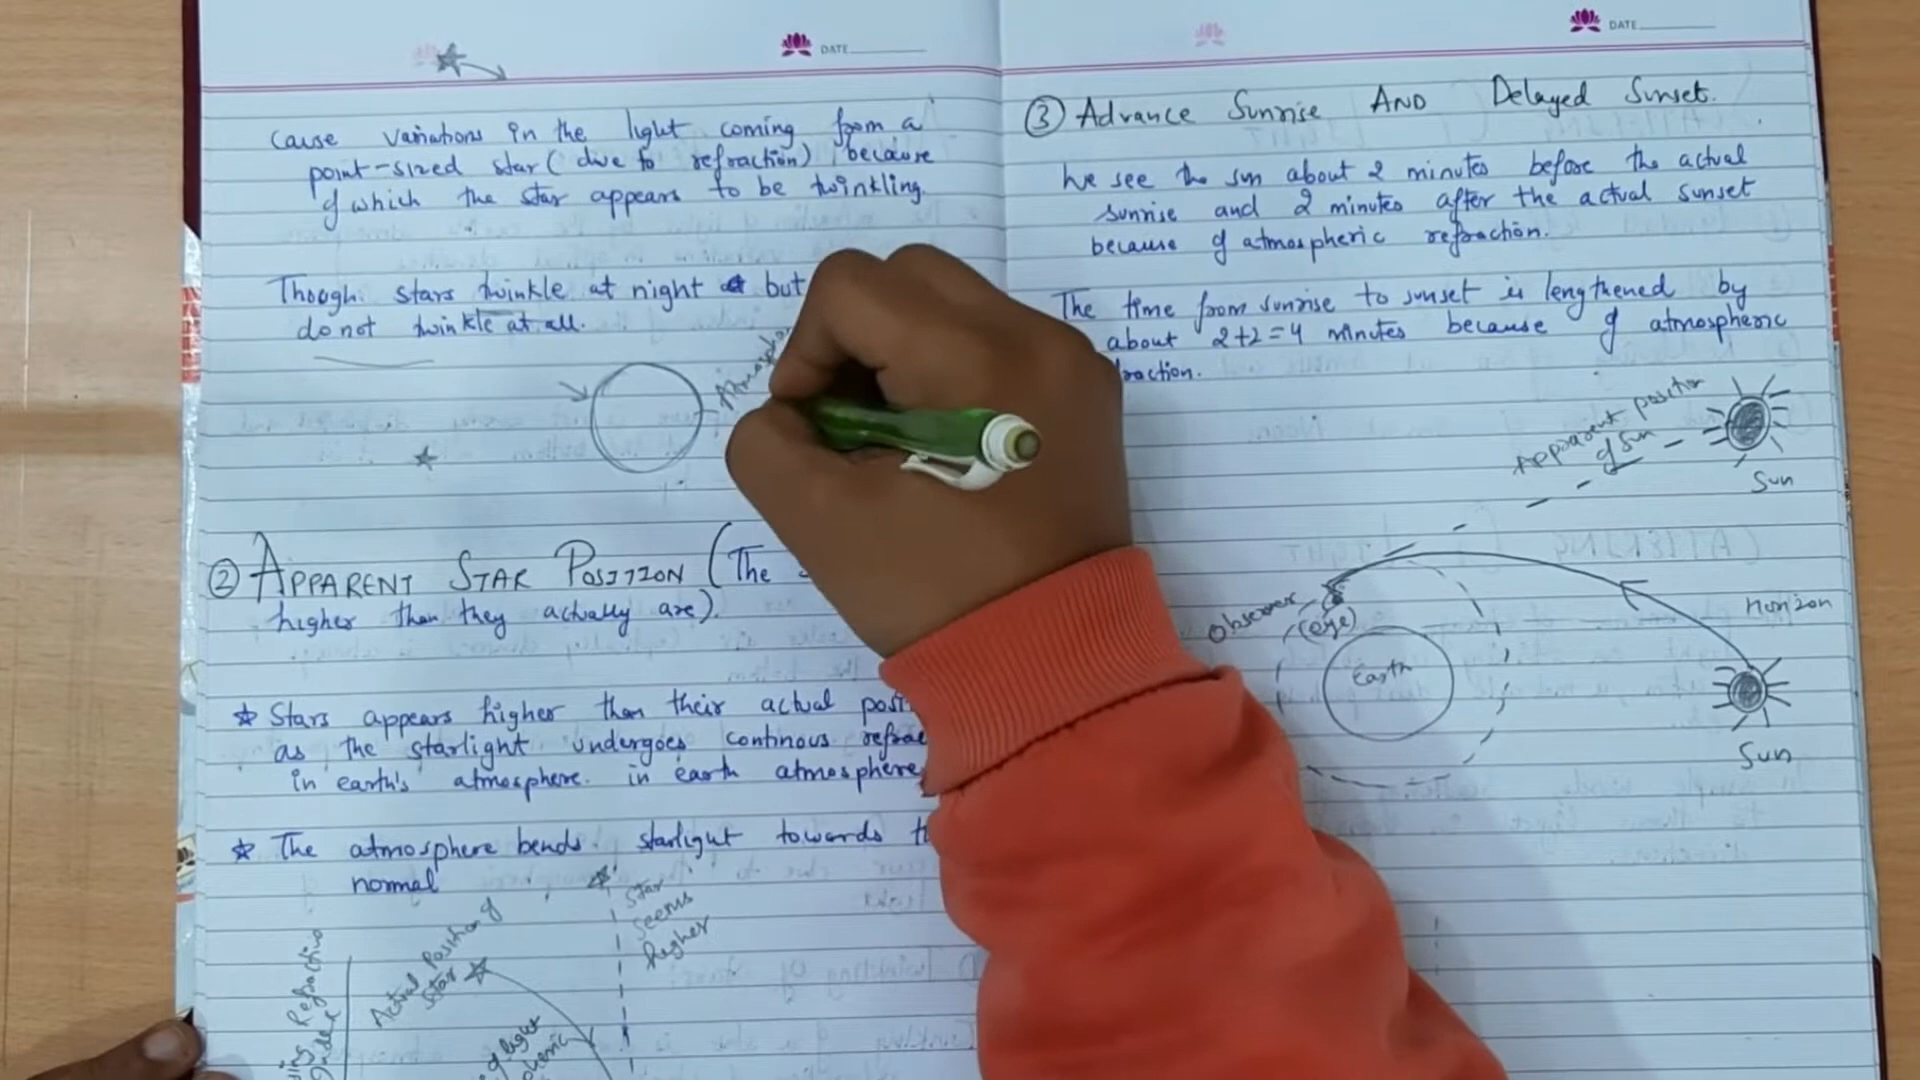 DATE
cause variations in the light coming from a
point-sized star (due to refraction) because
of which the star appears to be twinkling.
Though stars twinkle at night but
do not twinkle at all.
② APPARENT STAR POSITION (The
higher than they actually are).
☆ Stars appears higher than their actual
as the starlight undergoes continous
in earth's atmosphere. in earth atmosphere
☆ The atmosphere bends starlight towards
normal
Star
seems
higher
Actual Position of
Star
of light
DATE
③ Advance Sunrise AND Delayed Sunset.
We see the sun about 2 minutes before the actual
sunrise and 2 minutes after the actual sunset
because of atmospheric refraction.
The time from sunrise to sunset is lengthened by
about 2+2=4 minutes because of atmospheric
Apparent position
of Sun
Sun
Observer
(eye)
Earth
Horizon
Sun